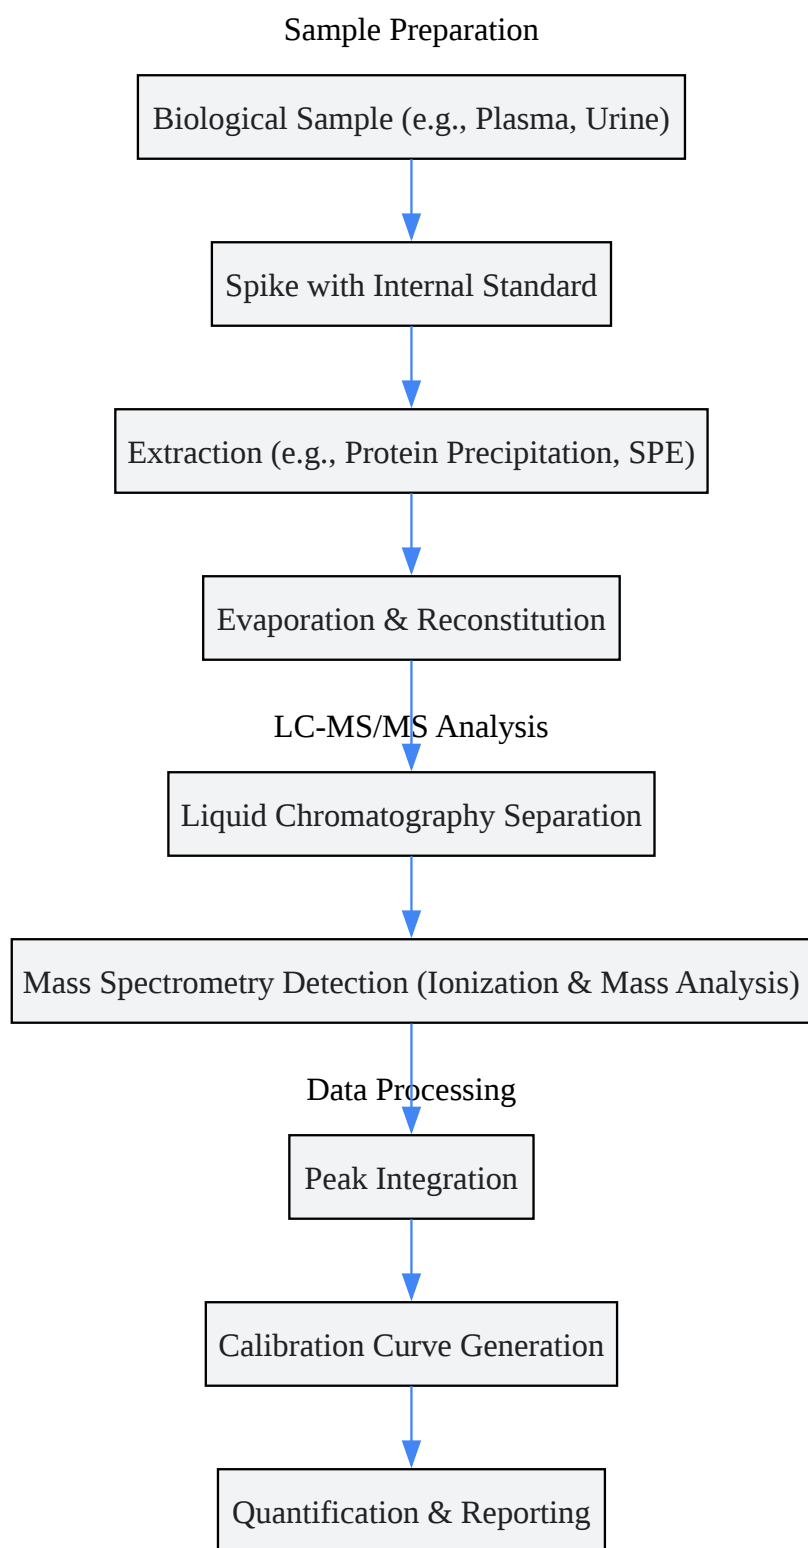 Sample Preparation
Biological Sample (e.g., Plasma, Urine)
Spike with Internal Standard
Extraction (e.g., Protein Precipitation, SPE)
Evaporation & Reconstitution
LC-MS/MS Analysis
Liquid Chromatography Separation
Mass Spectrometry Detection (Ionization & Mass Analysis)
Data Processing
Peak Integration
Calibration Curve Generation
Quantification & Reporting